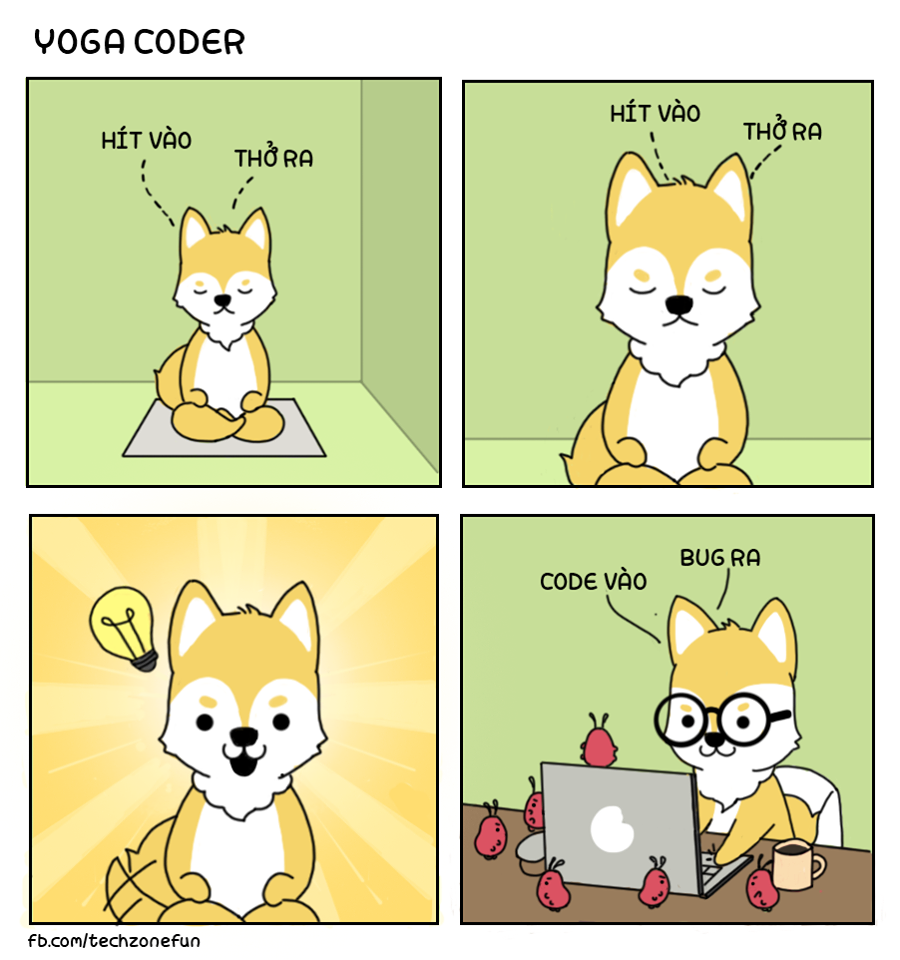 YOGA CODER
HÍT VÀO
THỞ RA
HÍT VÀO
THỞ RA
CODE VÀO
BUG RA
fb.com/techzonefun